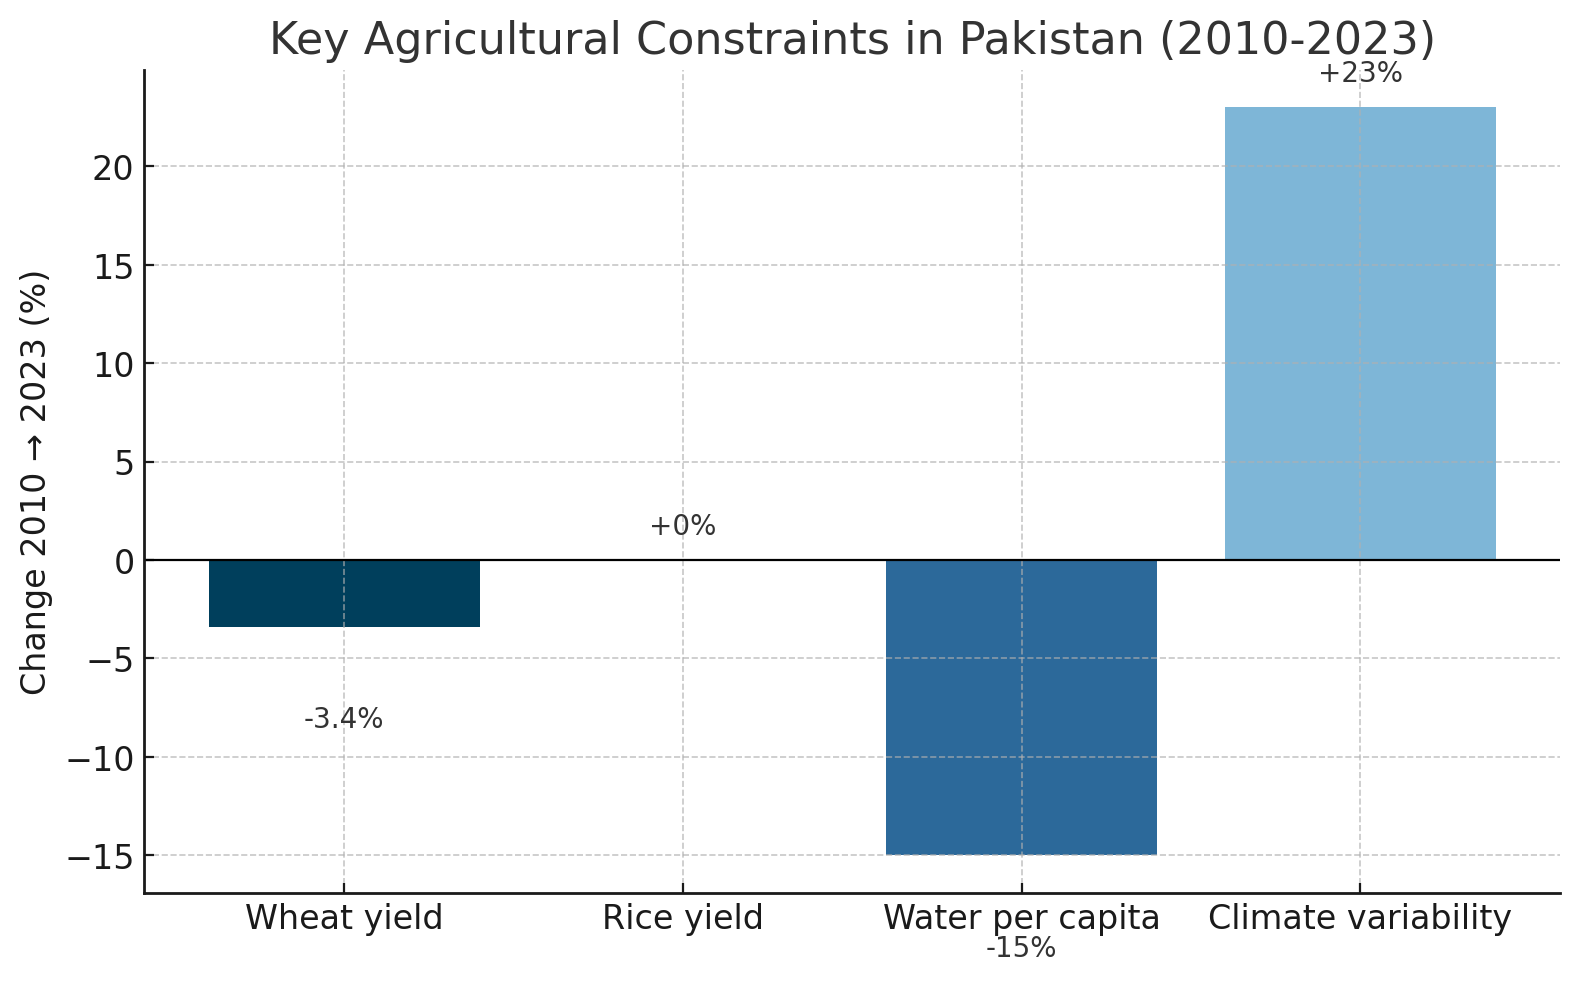 Key Agricultural Constraints in Pakistan (2010-2023)
+23%
20
15
10
5
0
−5
−10
−15
Change 2010 → 2023 (%)
+0%
-3.4%
Wheat yield
Rice yield
Water per capita
Climate variability
-15%